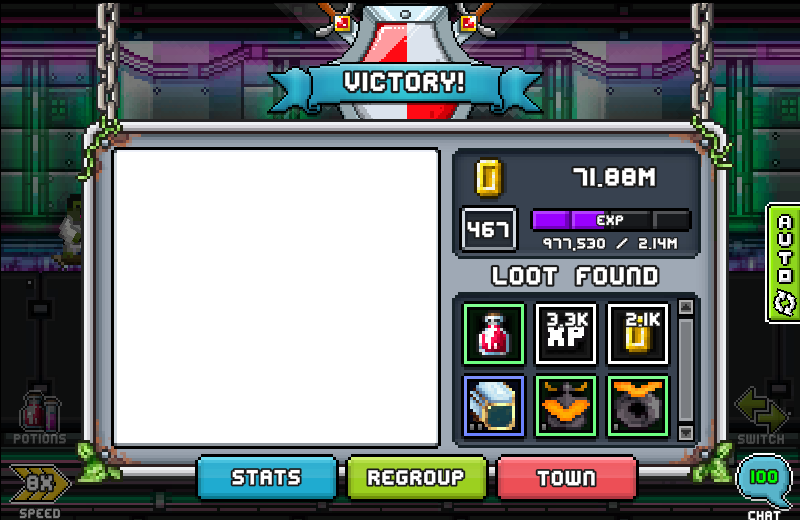 VICTORY!
71.88M
467
EXP
977,530 / 2.14M
LOOT FOUND
3.3K
XP
2.1K
AUTO
POTIONS
SWITCH
8X
SPEED
STATS
REGROUP
TOWN
100
CHAT